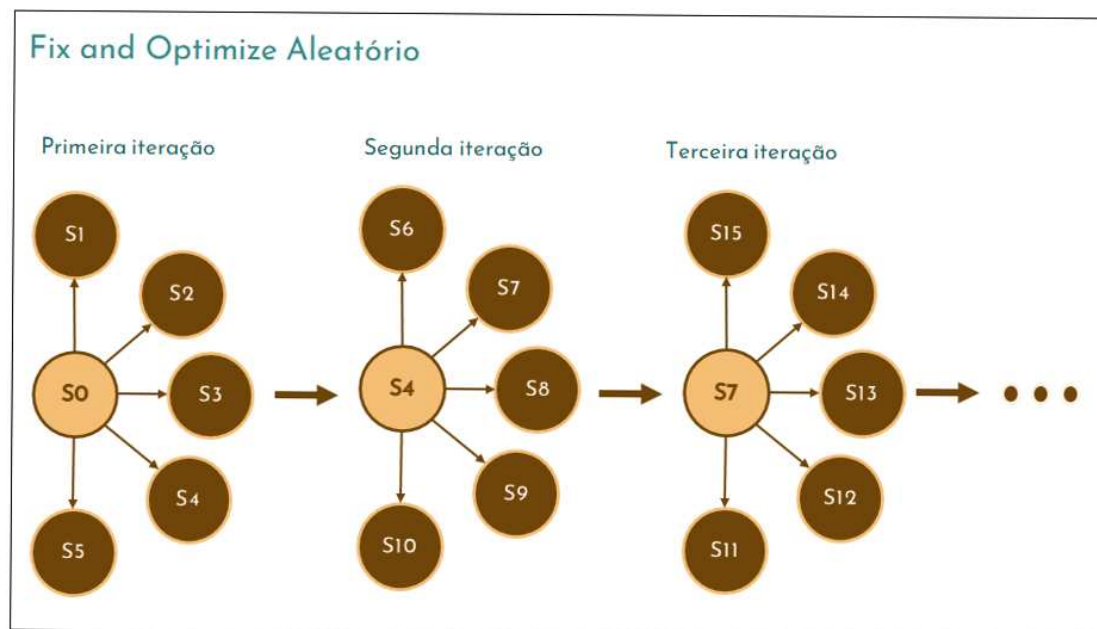 Fix and Optimize Aleatório
Primeira iteração
Segunda iteração
Terceira iteração
S1
S2
S0
S3
S4
S5
S6
S7
S4
S8
S9
S10
S15
S14
S7
S13
S12
S11